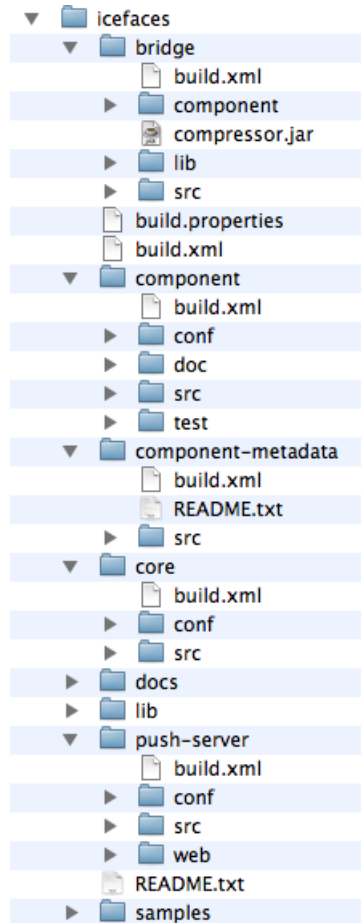 icefaces
bridge
build.xml
component
compressor.jar
lib
src
build.properties
build.xml
component
build.xml
conf
doc
src
test
component-metadata
build.xml
README.txt
src
core
build.xml
conf
src
docs
lib
push-server
build.xml
conf
src
web
README.txt
samples